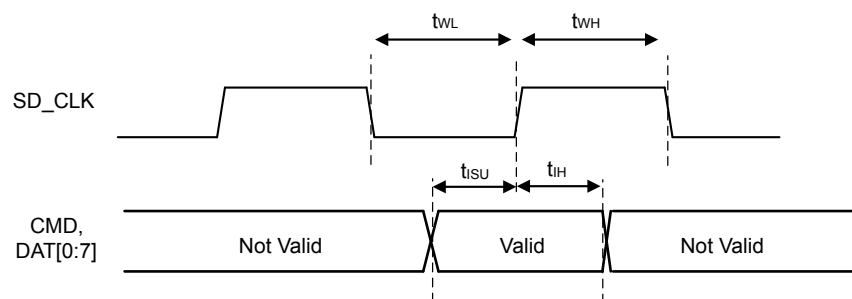 tWL tWH
SD_CLK
tISU tIH
CMD,
DAT[0:7]
Not Valid Valid Not Valid